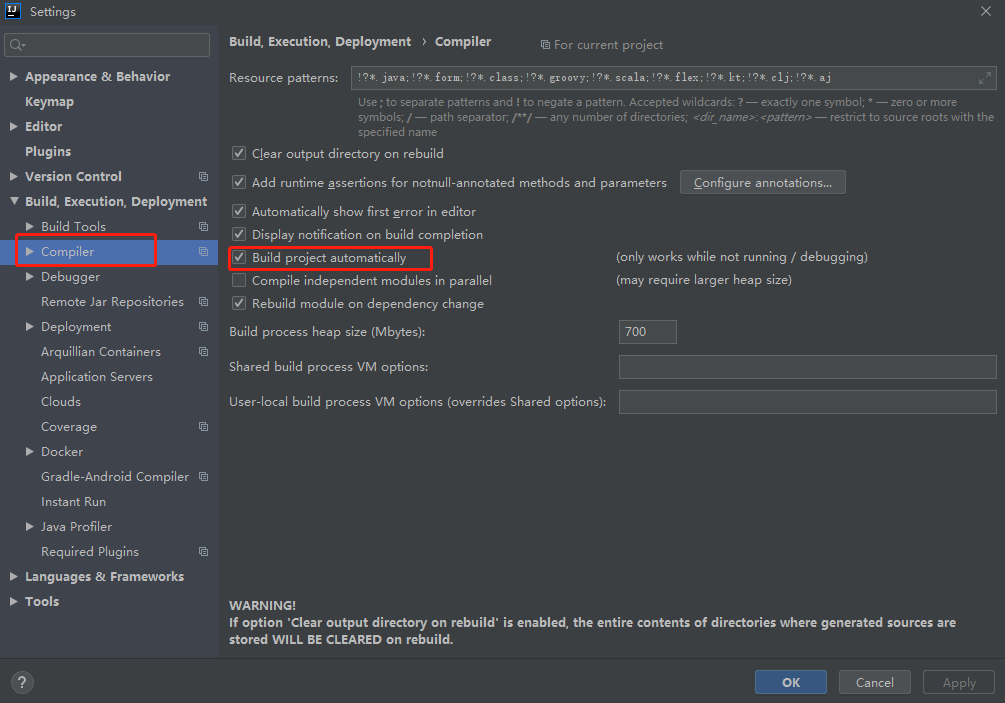 IJ
Settings
Appearance & Behavior
Keymap
Editor
Plugins
Version Control
Build, Execution, Deployment
Build Tools
Compiler
Debugger
Remote Jar Repositories
Deployment
Arquillian Containers
Application Servers
Clouds
Coverage
Docker
Gradle-Android Compiler
Instant Run
Java Profiler
Required Plugins
Languages & Frameworks
Tools
Build, Execution, Deployment › Compiler
For current project
Resource patterns: !?*.java;!?*.form;!?*.class;!?*.groovy;!?*.scala;!?*.flex;!?*.kt;!?*.clj;!?*.aj
Use ; to separate patterns and ! to negate a pattern. Accepted wildcards: ? — exactly one symbol; * — zero or more
symbols; / — path separator; /**/ — any number of directories; <dir_name>:<pattern> — restrict to source roots with the
specified name
Clear output directory on rebuild
Add runtime assertions for notnull-annotated methods and parameters
Configure annotations...
Automatically show first error in editor
Display notification on build completion
Build project automatically (only works while not running / debugging)
Compile independent modules in parallel (may require larger heap size)
Rebuild module on dependency change
Build process heap size (Mbytes): 700
Shared build process VM options:
User-local build process VM options (overrides Shared options):
WARNING!
If option 'Clear output directory on rebuild' is enabled, the entire contents of directories where generated sources are
stored WILL BE CLEARED on rebuild.
?
OK
Cancel
Apply